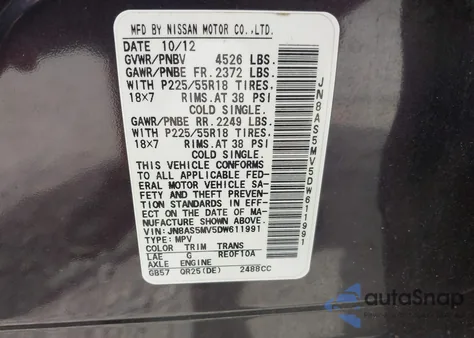 MFD BY NISSAN MOTOR CO.,LTD.
DATE 10/12
GVWR/PNBV 4526 LBS.
GAWR/PNBE FR. 2372 LBS.
WITH P225/55R18 TIRES,
18×7 RIMS, AT 38 PSI
COLD SINGLE.
GAWR/PNBE RR. 2249 LBS.
WITH P225/55R18 TIRES,
18×7 RIMS, AT 38 PSI
COLD SINGLE.
THIS VEHICLE CONFORMS
TO ALL APPLICABLE FED-
ERAL MOTOR VEHICLE SA-
FETY AND THEFT PREVEN-
TION STANDARDS IN EFF-
ECT ON THE DATE OF MA-
NUFACTURE SHOWN ABOVE.
VIN: JN8AS5MV5DW611991
TYPE: MPV
COLOR TRIM TRANS
LAE G RE0F10A
AXLE ENGINE
GB57 QR25(DE) 2488CC
JN8AS5MV5DW611991
autoSnap